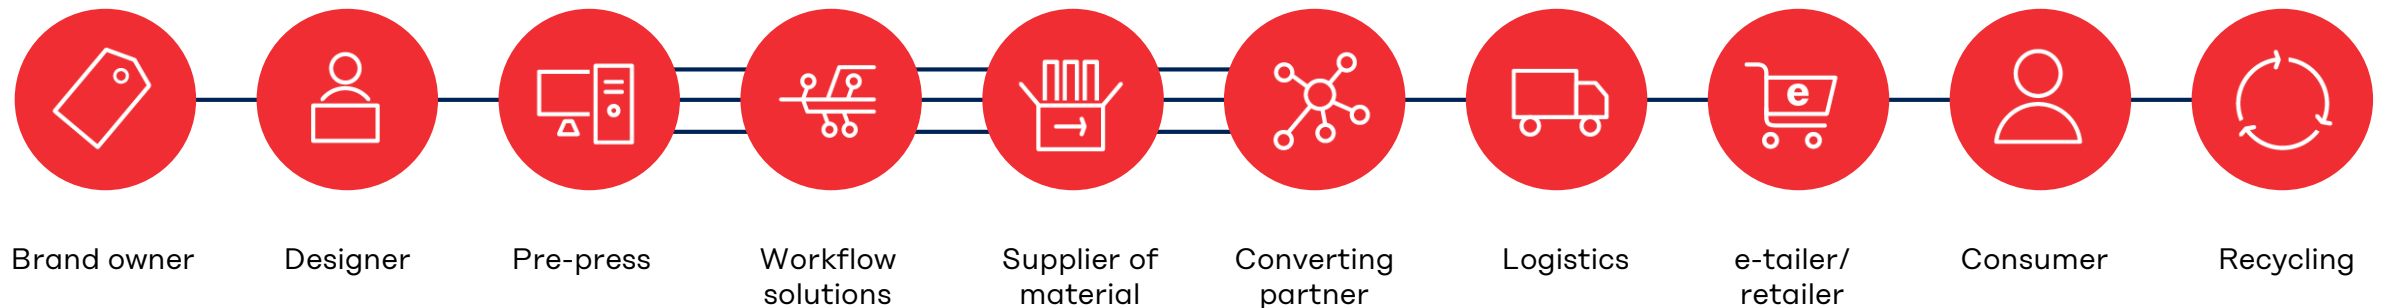 e
Brand owner
Designer
Pre-press
Workflow
solutions
Supplier of
material
Converting
partner
Logistics
e-tailer/
retailer
Consumer
Recycling